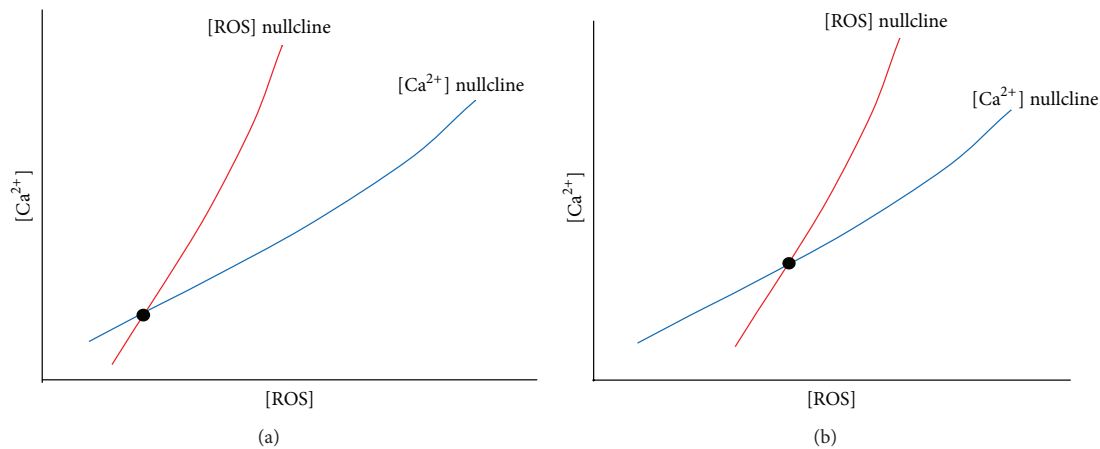 [ROS] nullcline
[Ca²⁺] nullcline
[Ca²⁺]
[ROS]
(a)
[ROS] nullcline
[Ca²⁺] nullcline
[Ca²⁺]
[ROS]
(b)